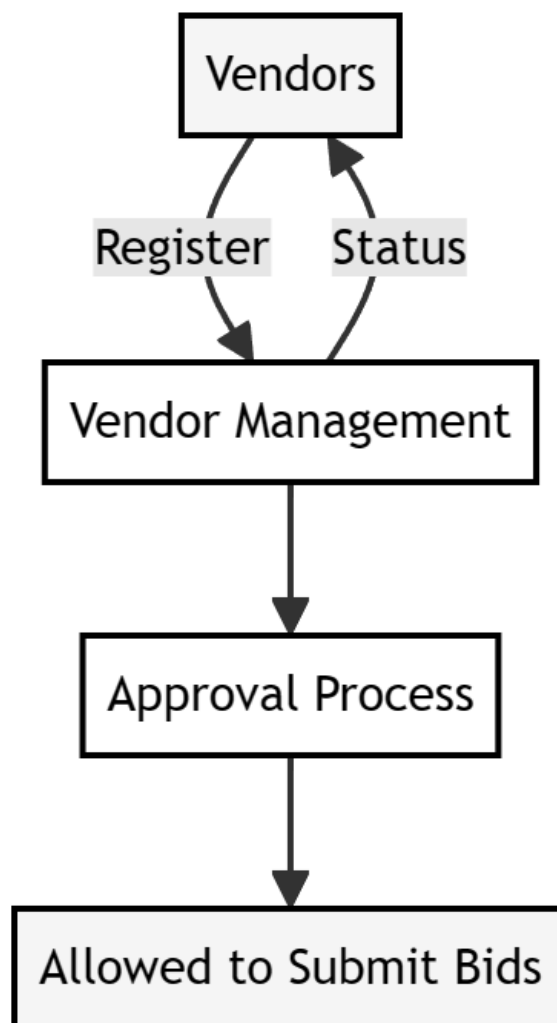 Vendors
Register
Status
Vendor Management
Approval Process
Allowed to Submit Bids